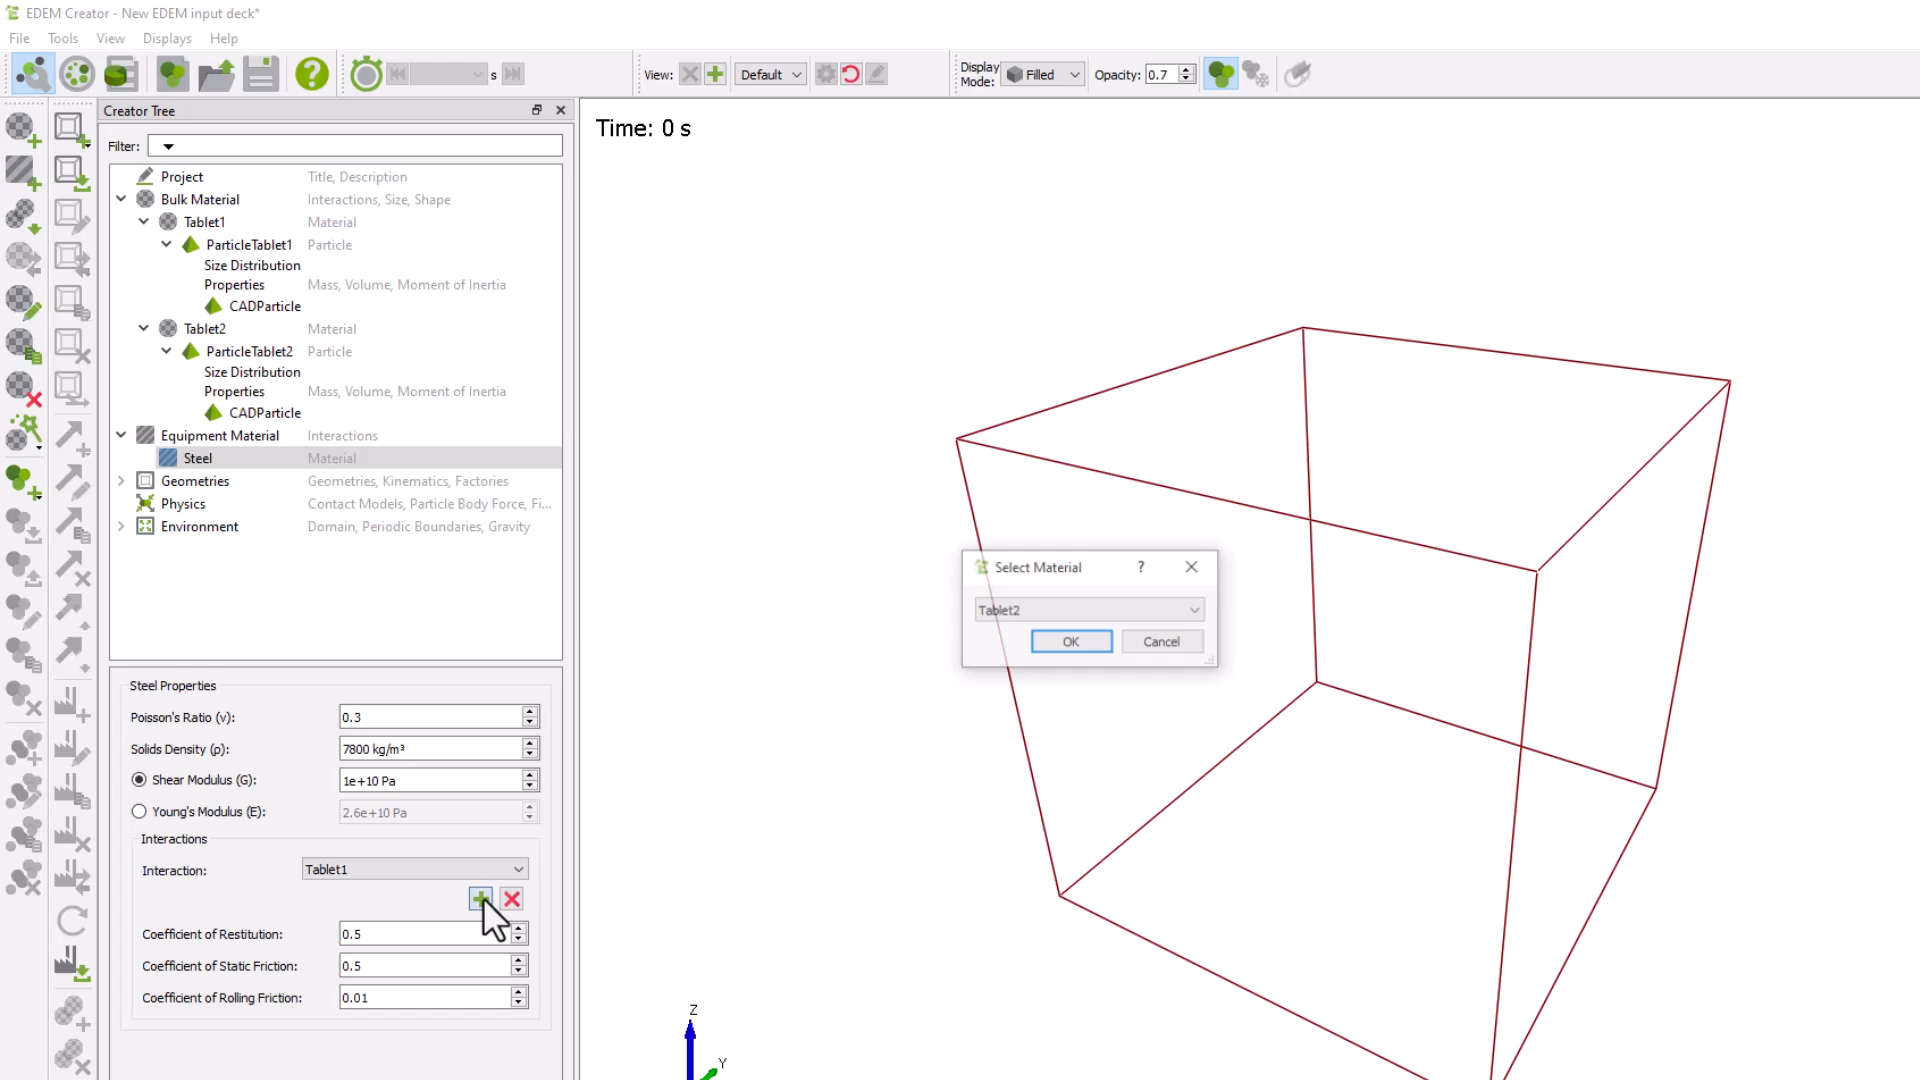 EDEM Creator - New EDEM input deck*
File Tools View Displays Help
s View: Default Display Mode: Filled Opacity: 0.7
Creator Tree
Filter:
Project Title, Description
Bulk Material Interactions, Size, Shape
Tablet1 Material
ParticleTablet1 Particle
Size Distribution
Properties Mass, Volume, Moment of Inertia
CADParticle
Tablet2 Material
ParticleTablet2 Particle
Size Distribution
Properties Mass, Volume, Moment of Inertia
CADParticle
Equipment Material Interactions
Steel Material
Geometries Geometries, Kinematics, Factories
Physics Contact Models, Particle Body Force, Fi...
Environment Domain, Periodic Boundaries, Gravity
Steel Properties
Poisson's Ratio (ν): 0.3
Solids Density (ρ): 7800 kg/m³
Shear Modulus (G): 1e+10 Pa
Young's Modulus (E): 2.6e+10 Pa
Interactions
Interaction: Tablet1
Coefficient of Restitution: 0.5
Coefficient of Static Friction: 0.5
Coefficient of Rolling Friction: 0.01
Time: 0 s
Select Material ?
Tablet2
OK Cancel
Z
Y